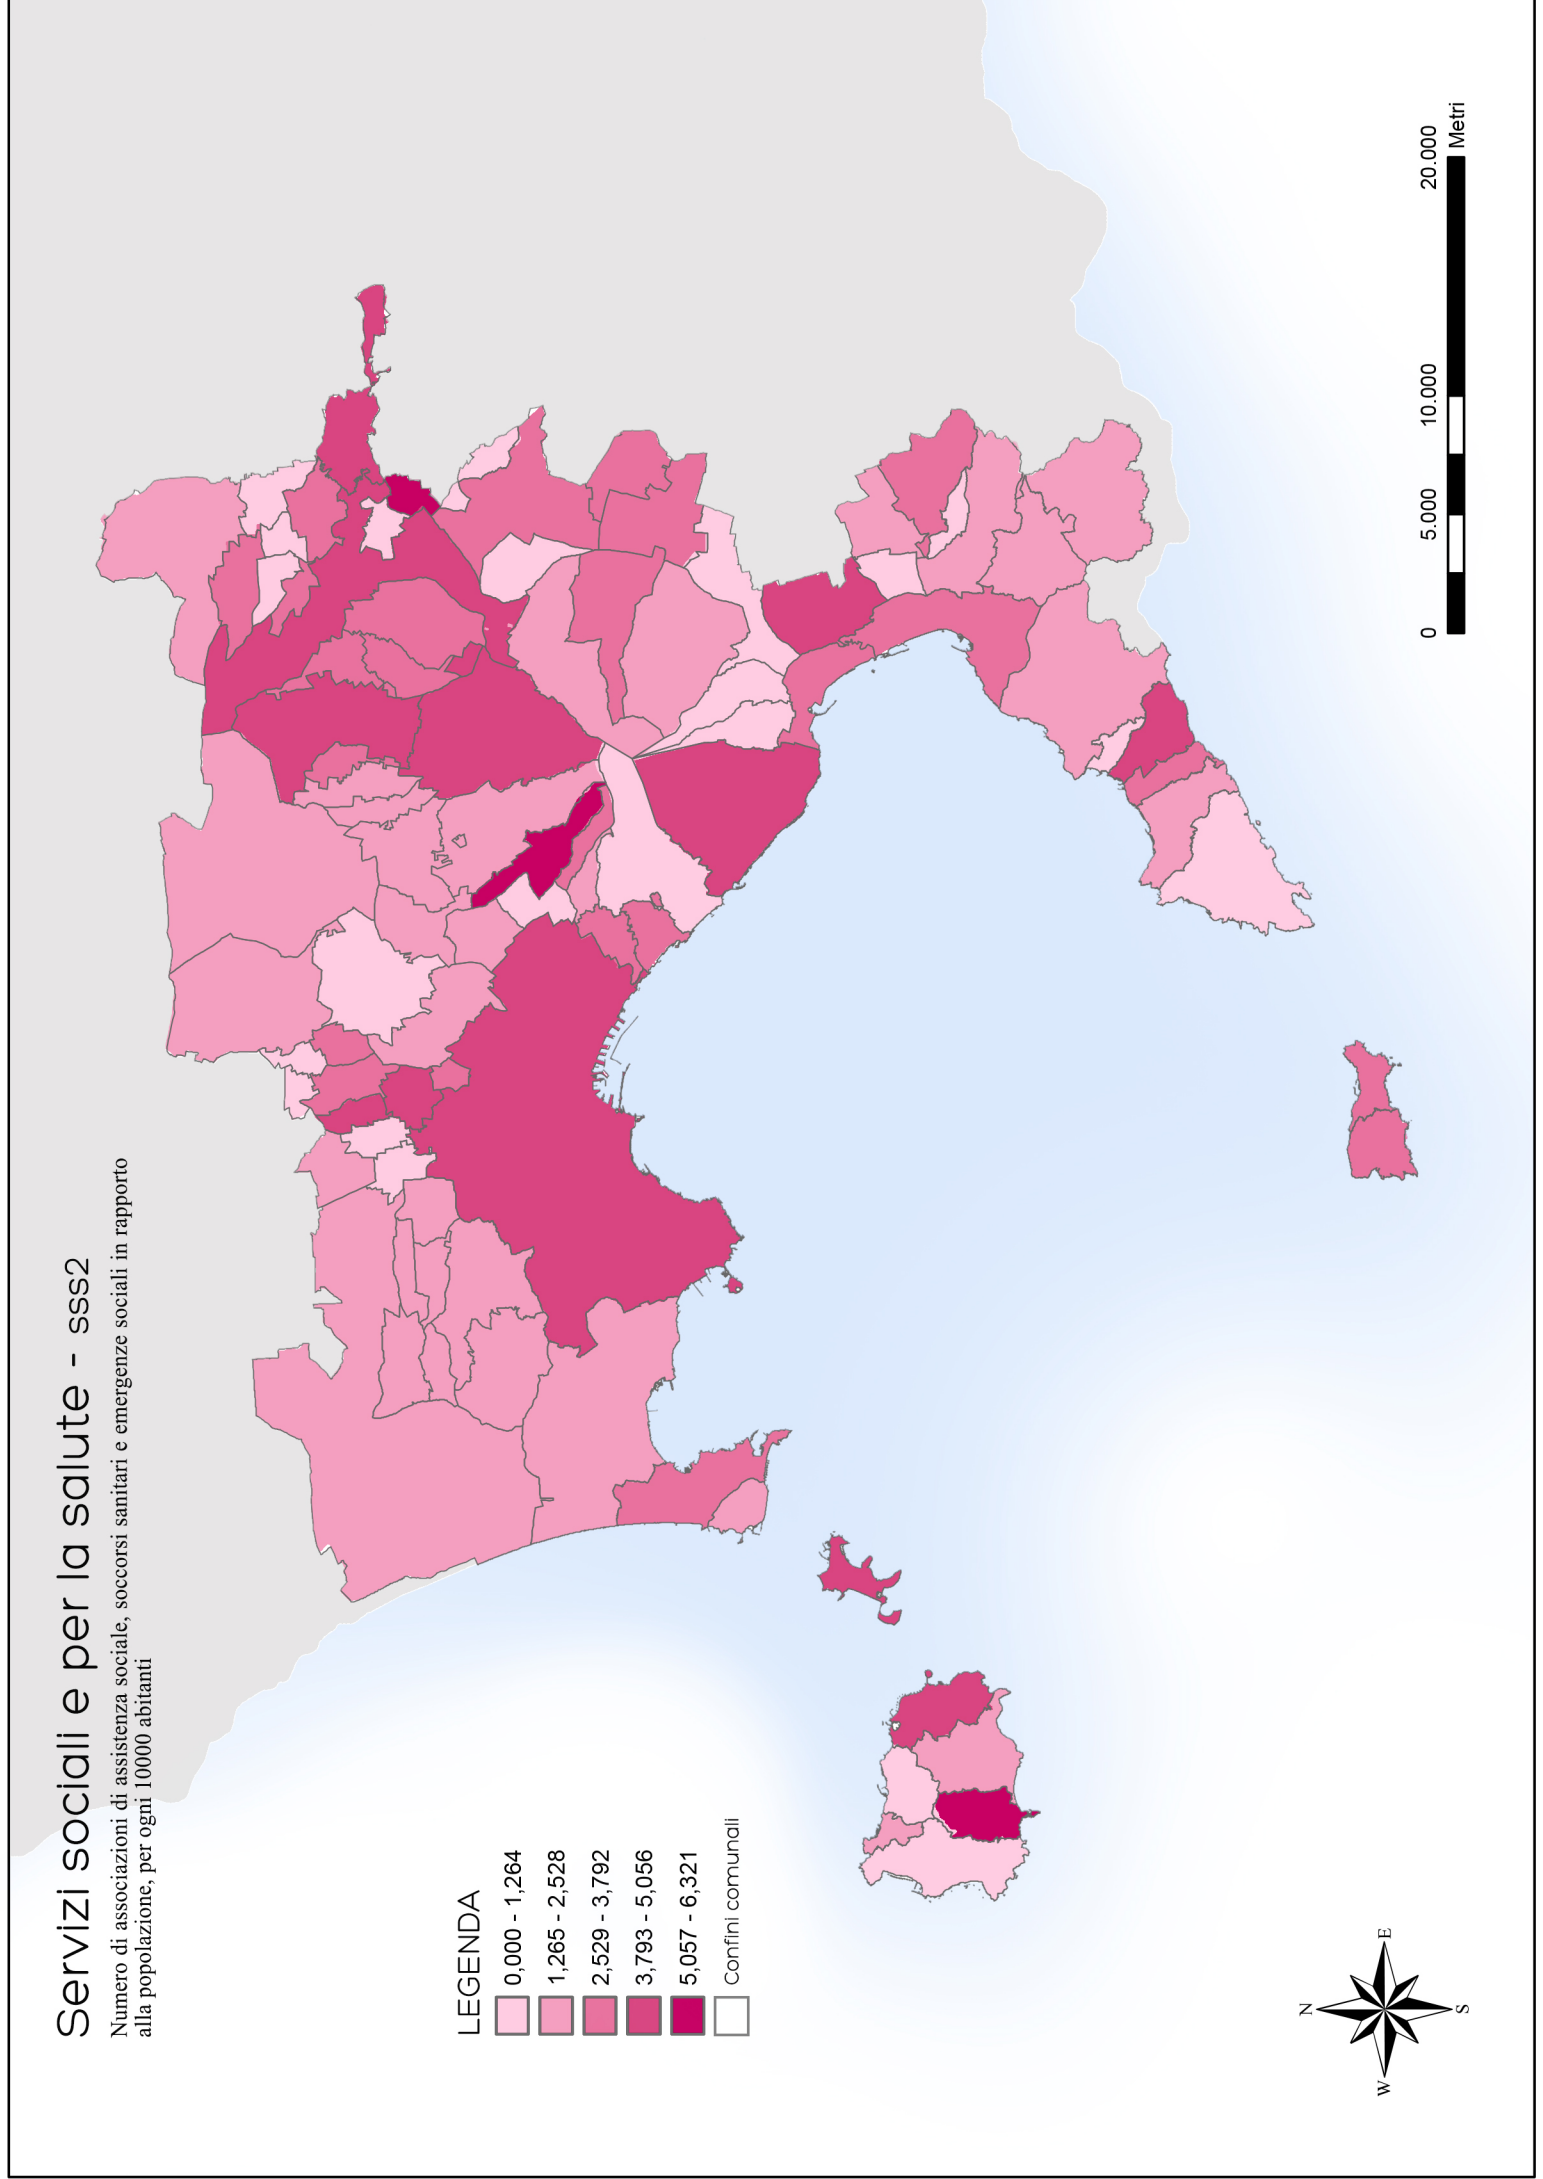 Servizi sociali e per la salute - sss2
Numero di associazioni di assistenza sociale, soccorsi sanitari e emergenze sociali in rapporto
alla popolazione, per ogni 10000 abitanti
LEGENDA
0,000 - 1,264
1,265 - 2,528
2,529 - 3,792
3,793 - 5,056
5,057 - 6,321
Confini comunali
N
W
E
S
0
5.000
10.000
20.000
Metri